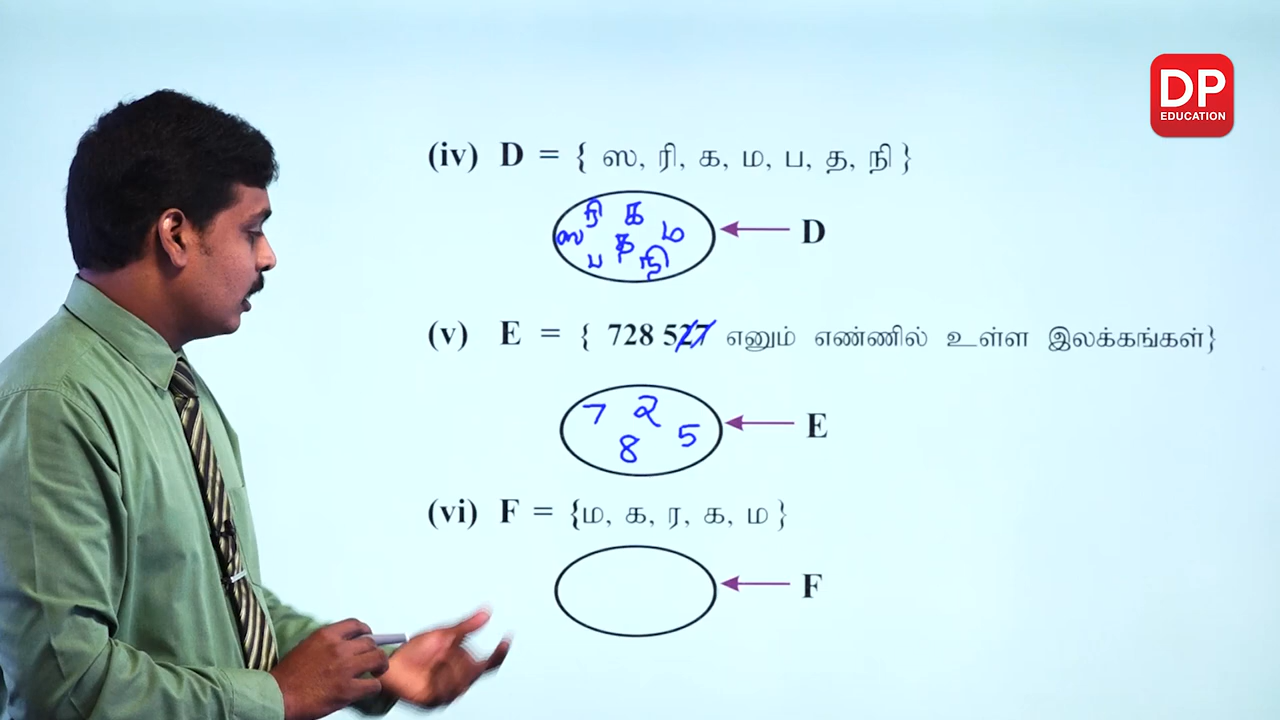 DP
EDUCATION
(iv) D = { ஸ, ரி, க, ம, ப, த, நி }
ரி க
ஸ த ம
ப நி
D
(v) E = { 728 527 எனும் எண்ணில் உள்ள இலக்கங்கள்}
7 2
8 5
E
(vi) F = {ம, க, ர, க, ம }
F